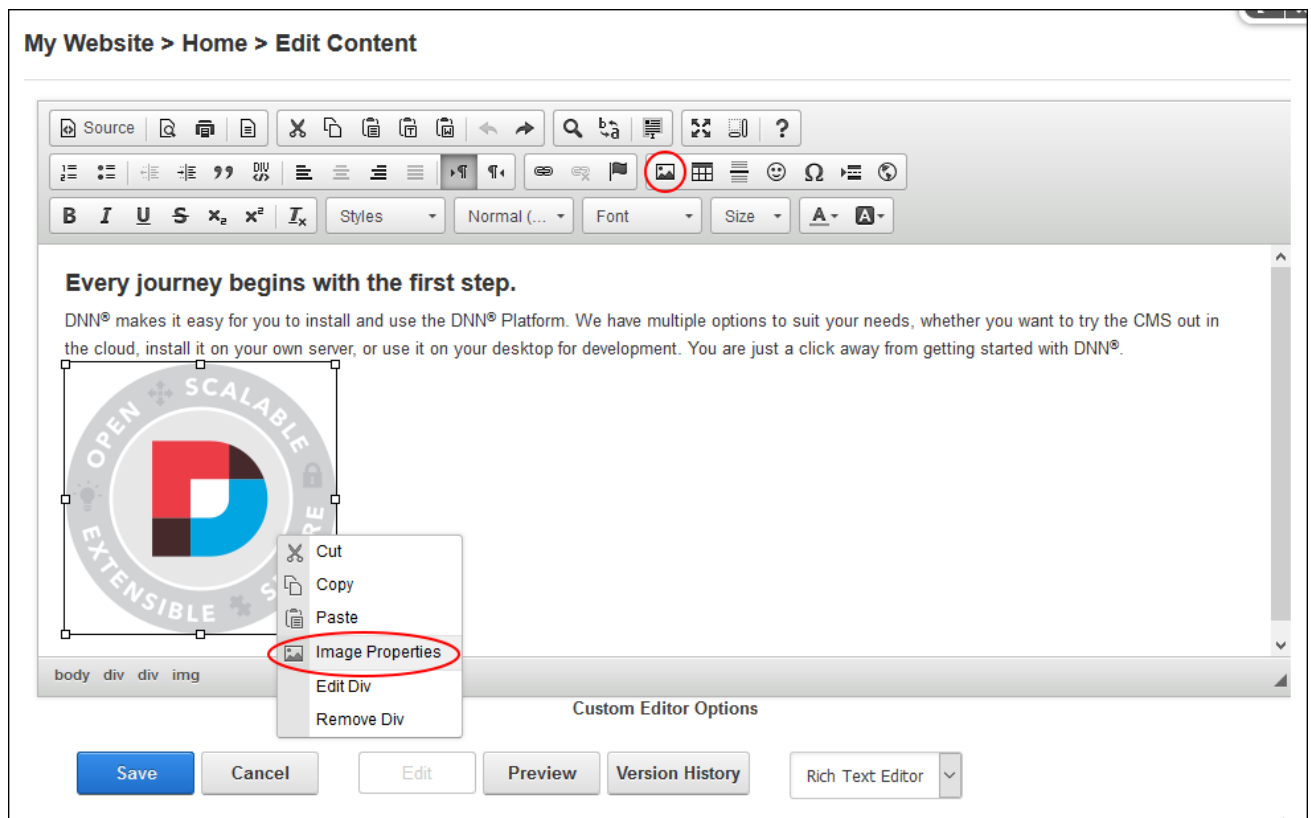 My Website > Home > Edit Content
Source
B I U S x₂ x² Tx Styles Normal (... Font Size A A
Every journey begins with the first step.
DNN® makes it easy for you to install and use the DNN® Platform. We have multiple options to suit your needs, whether you want to try the CMS out in
the cloud, install it on your own server, or use it on your desktop for development. You are just a click away from getting started with DNN®.
OPEN SCALABLE
EXTENSIBLE
Cut
Copy
Paste
Image Properties
Edit Div
Remove Div
body div div img
Custom Editor Options
Save Cancel Edit Preview Version History Rich Text Editor